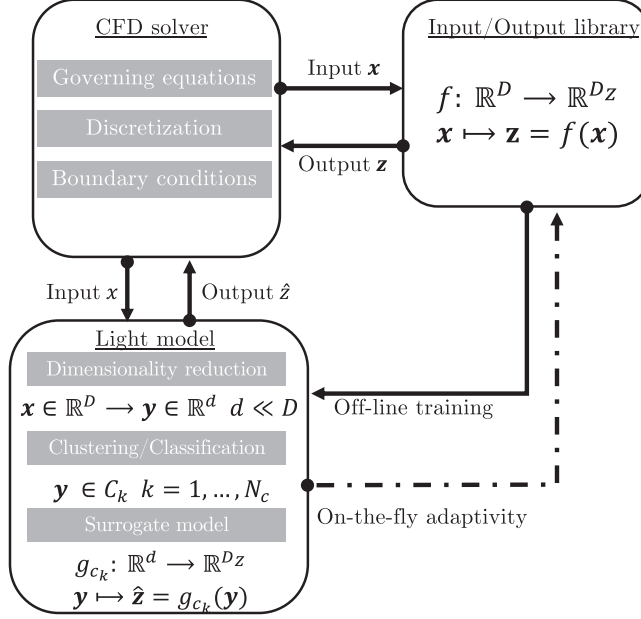 CFD solver
Governing equations
Discretization
Boundary conditions
Input x
Output z
Input/Output library
f: ℝ^D ⟶ ℝ^{D_Z}
x ↦ z = f(x)
Input x
Output ẑ
Light model
Dimensionality reduction
x ∈ ℝ^D ⟶ y ∈ ℝ^d d ≪ D
Clustering/Classification
y ∈ C_k k = 1, … , N_c
Surrogate model
g_{c_k}: ℝ^d ⟶ ℝ^{D_Z}
y ↦ ẑ = g_{c_k}(y)
Off-line training
On-the-fly adaptivity